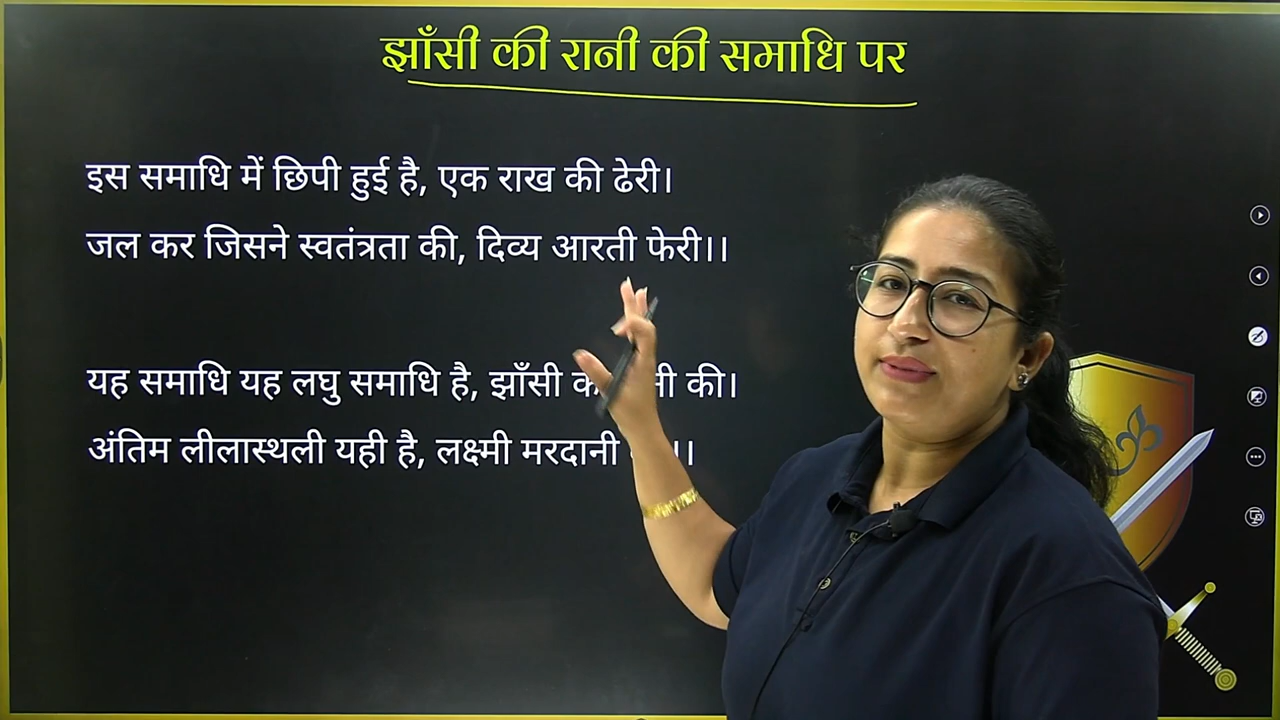 झाँसी की रानी की समाधि पर
इस समाधि में छिपी हुई है, एक राख की ढेरी।
जल कर जिसने स्वतंत्रता की, दिव्य आरती फेरी।।
यह समाधि यह लघु समाधि है, झाँसी की।
अंतिम लीलास्थली यही है, लक्ष्मी मरदानी ।।